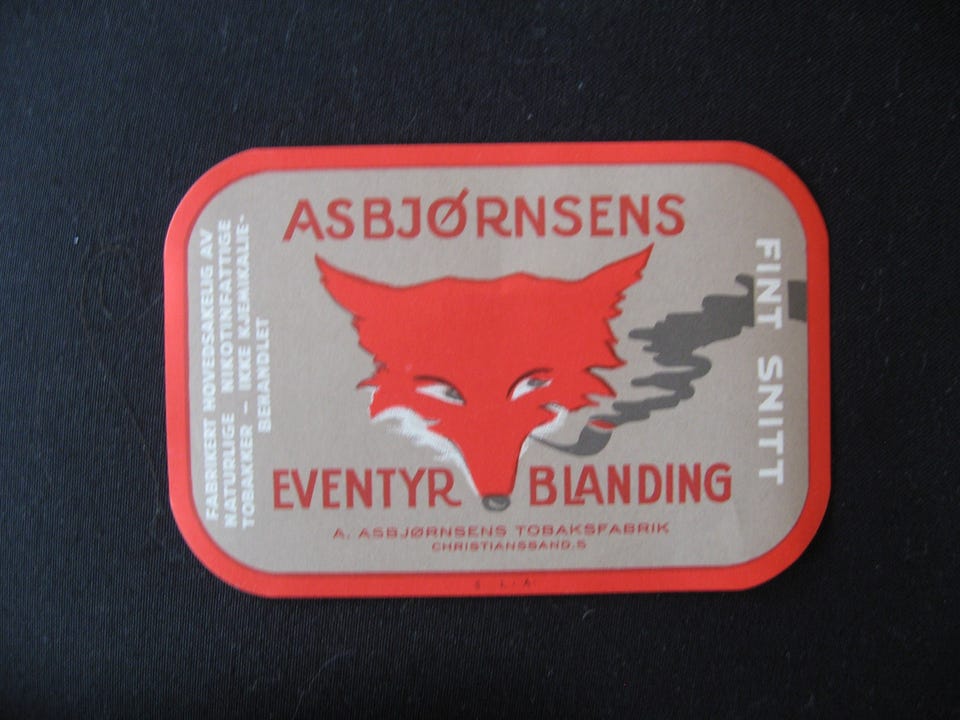 ASBJØRNSENS
FABRIKERT HOVEDSAKELIG AV
NATURLIGE NIKOTINFATTIGE
TOBAKKER – IKKE KJEMIKALIE-
BEHANDLET
FINT SNITT
EVENTYR BLANDING
A. ASBJØRNSENS TOBAKSFABRIK
CHRISTIANSSAND.S
E. L. A.